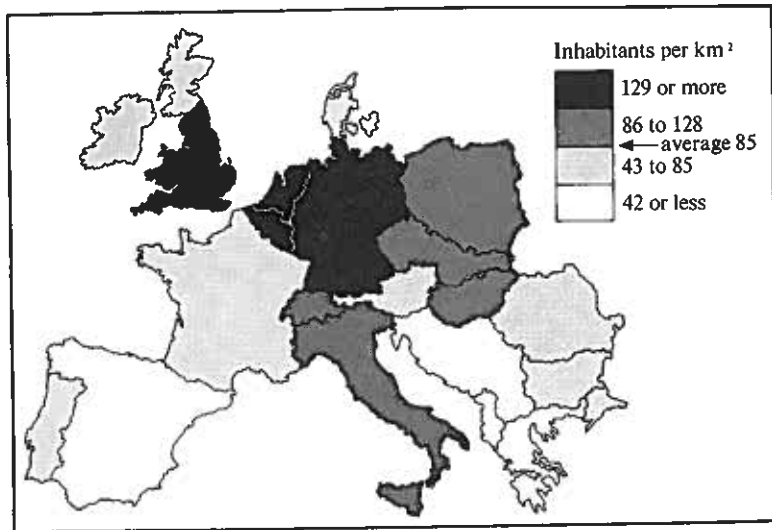 Inhabitants per km²
129 or more
86 to 128
average 85
43 to 85
42 or less